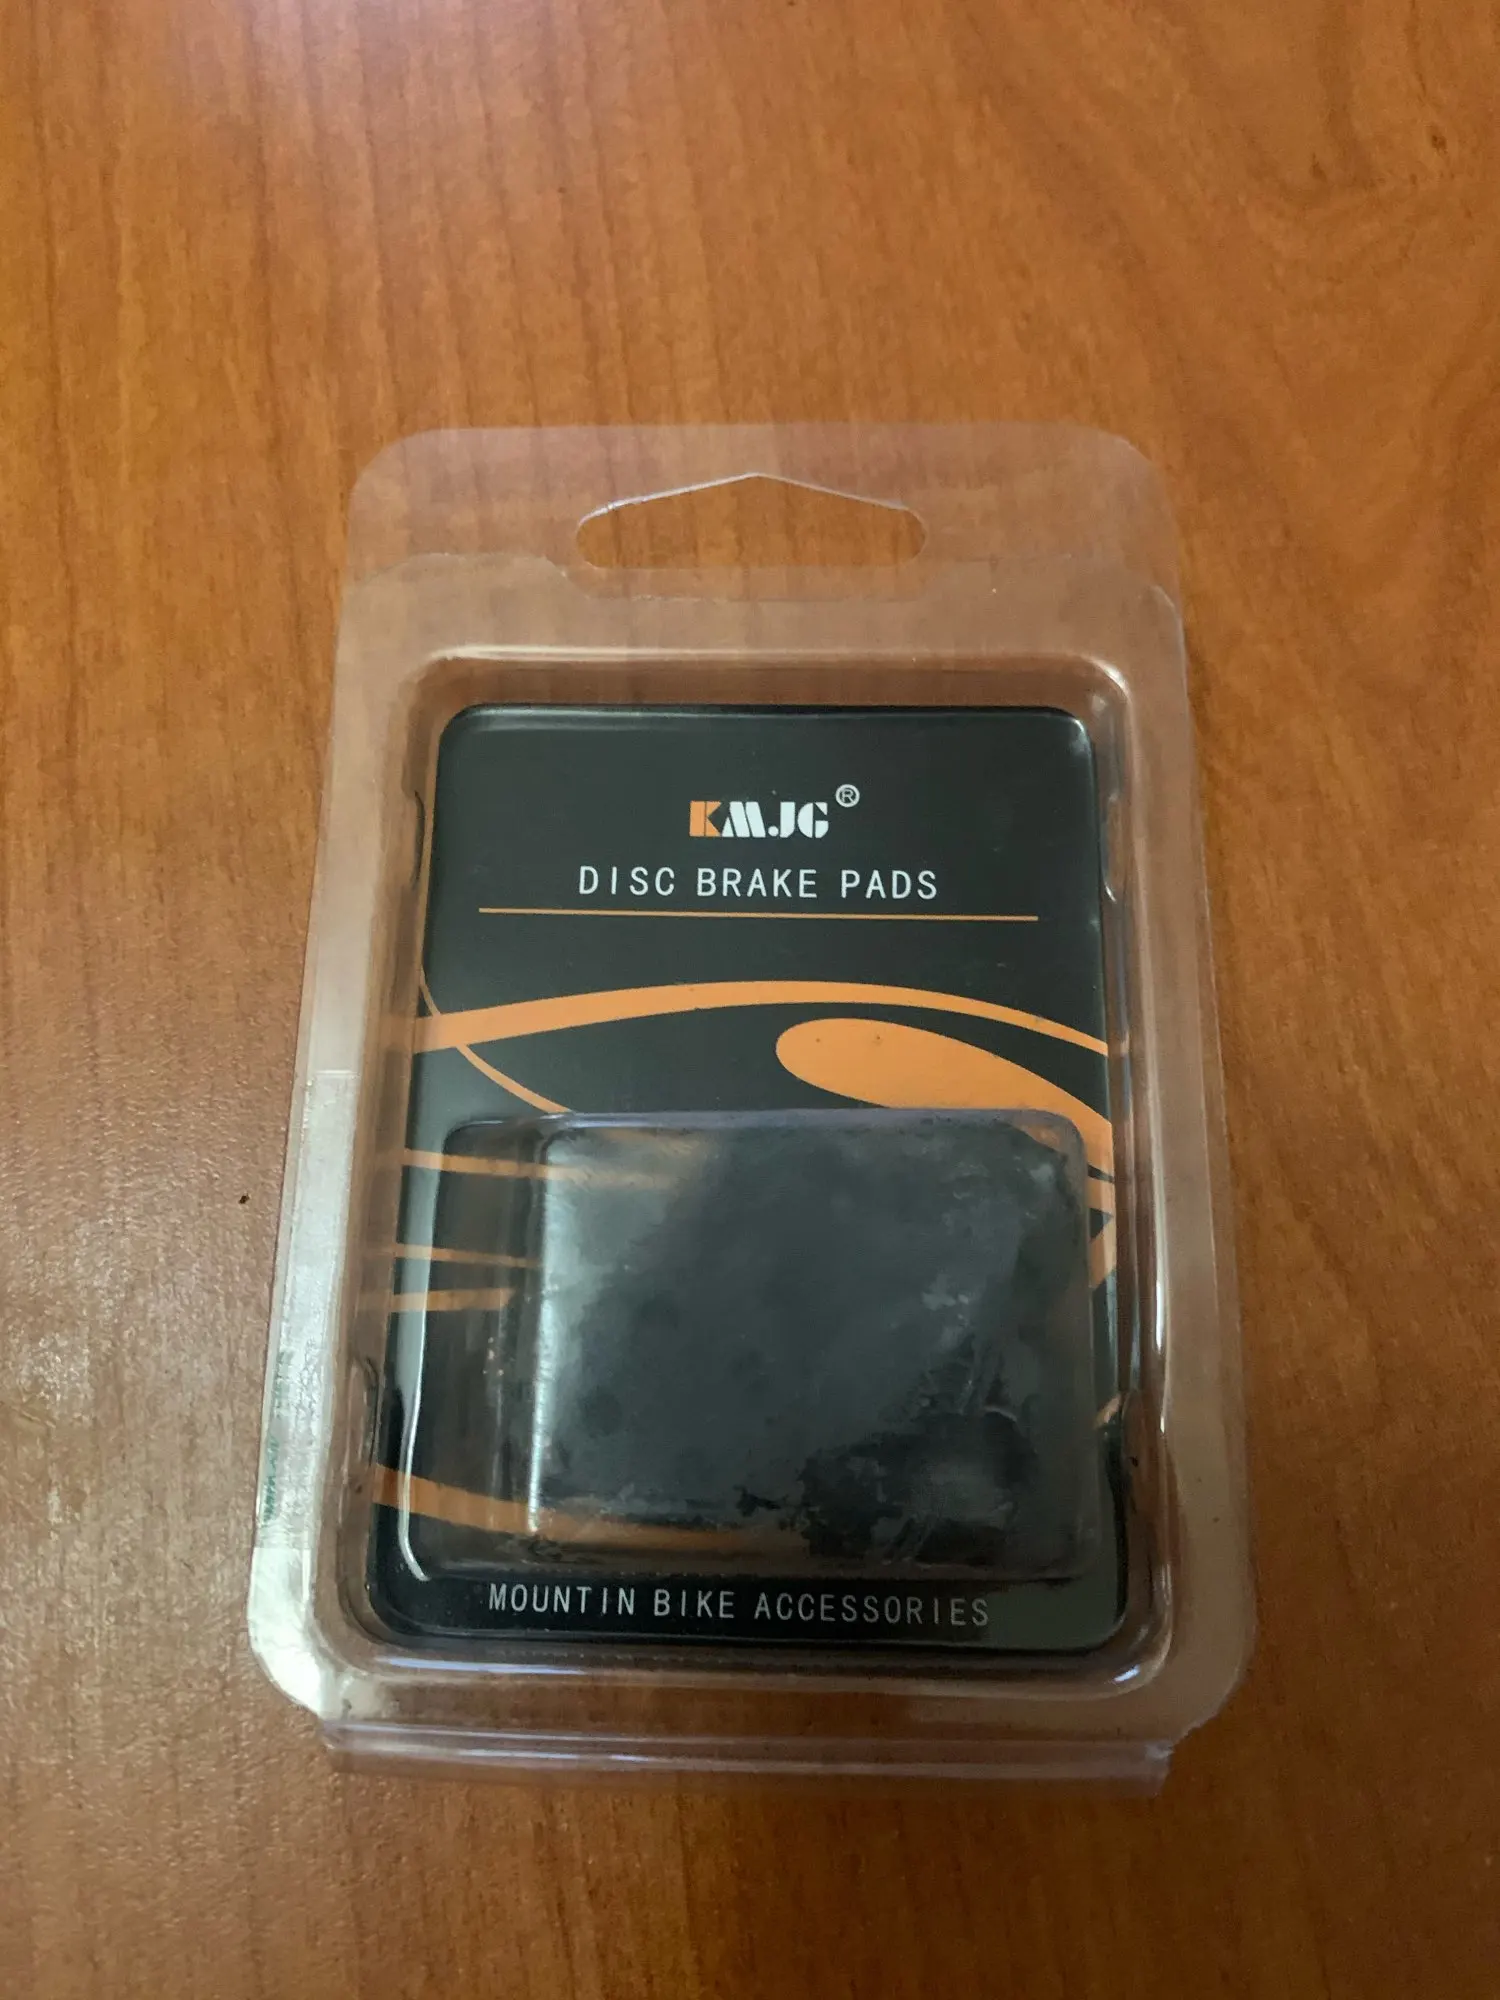 KMJG®
DISC BRAKE PADS
MOUNTIN BIKE ACCESSORIES